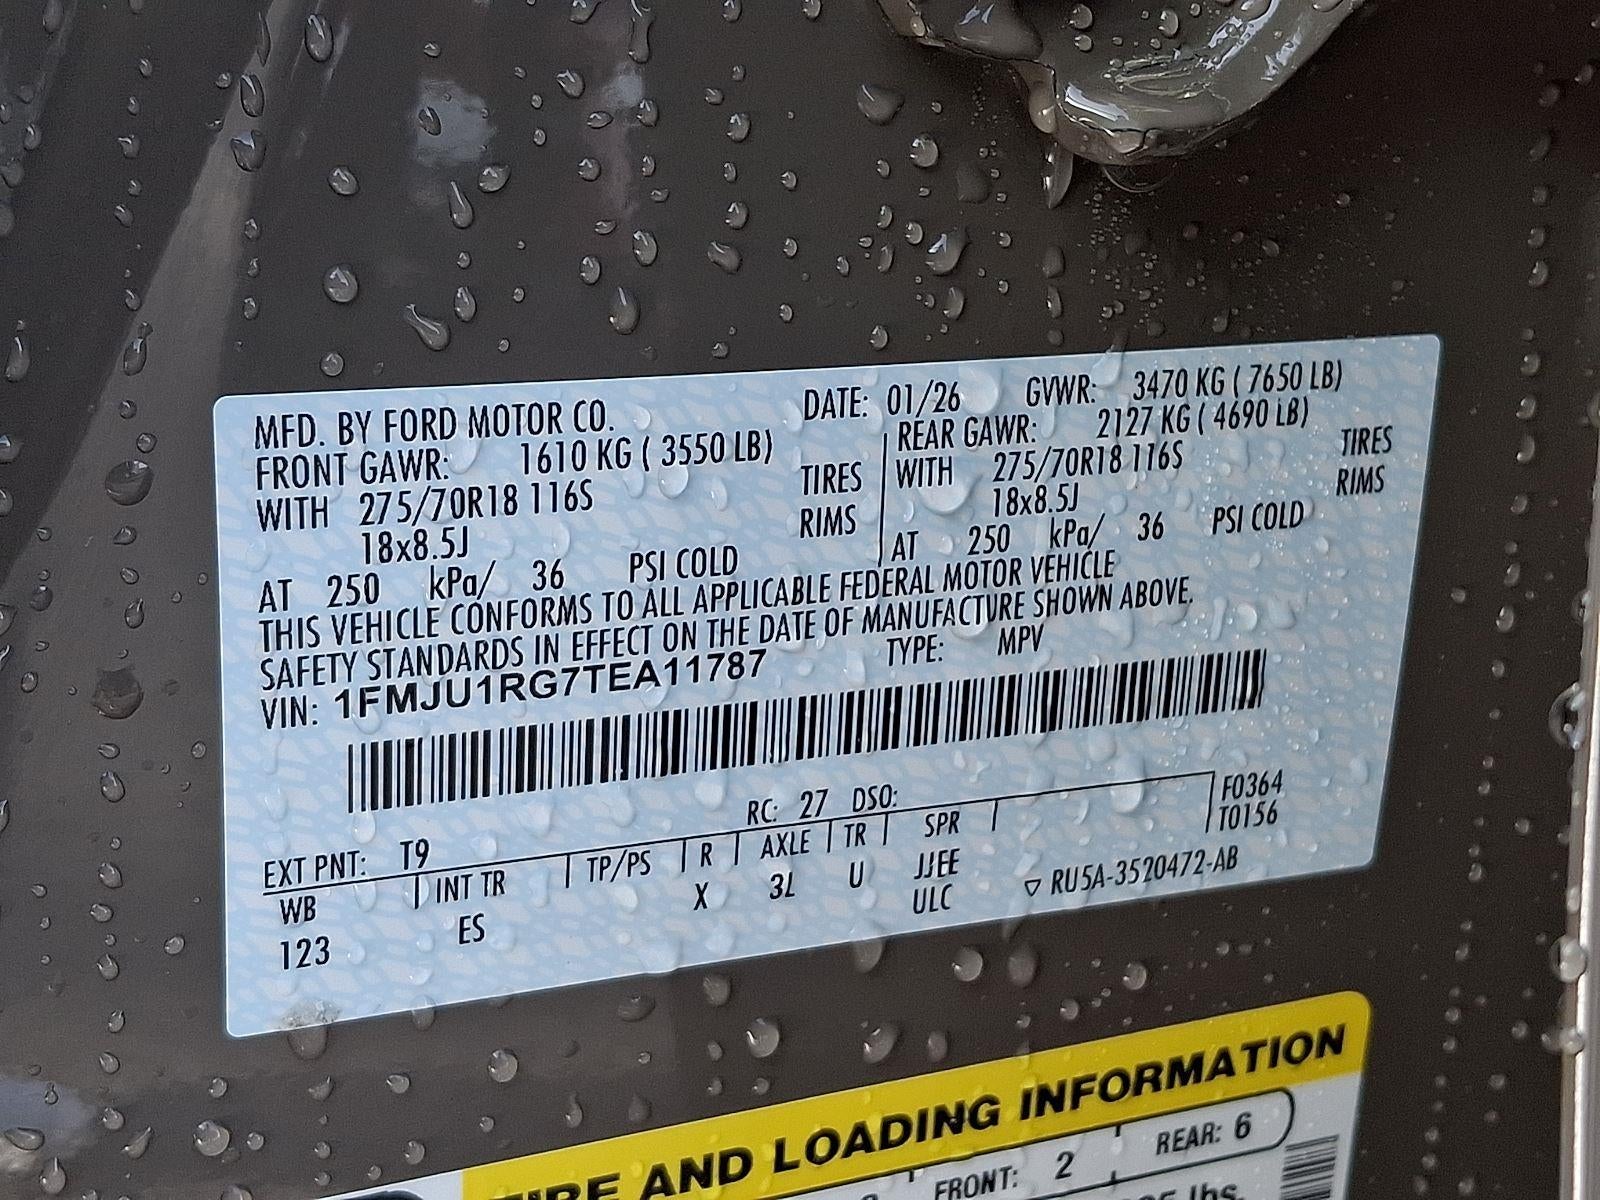 MFD. BY FORD MOTOR CO. DATE: 01/26 GVWR: 3470 KG ( 7650 LB)
FRONT GAWR: 1610 KG ( 3550 LB) REAR GAWR: 2127 KG ( 4690 LB)
WITH 275/70R18 116S TIRES WITH 275/70R18 116S TIRES
18x8.5J RIMS 18x8.5J RIMS
AT 250 kPa/ 36 PSI COLD AT 250 kPa/ 36 PSI COLD
THIS VEHICLE CONFORMS TO ALL APPLICABLE FEDERAL MOTOR VEHICLE
SAFETY STANDARDS IN EFFECT ON THE DATE OF MANUFACTURE SHOWN ABOVE.
VIN: 1FMJU1RG7TEA11787 TYPE: MPV
EXT PNT: T9 RC: 27 DSO: F0364
T0156
WB INT TR TP/PS R AXLE TR SPR
123 ES X 3L U JJEE
ULC ▽ RU5A-3520472-AB
AND LOADING INFORMATION
FRONT: 2 REAR: 6
lbs.